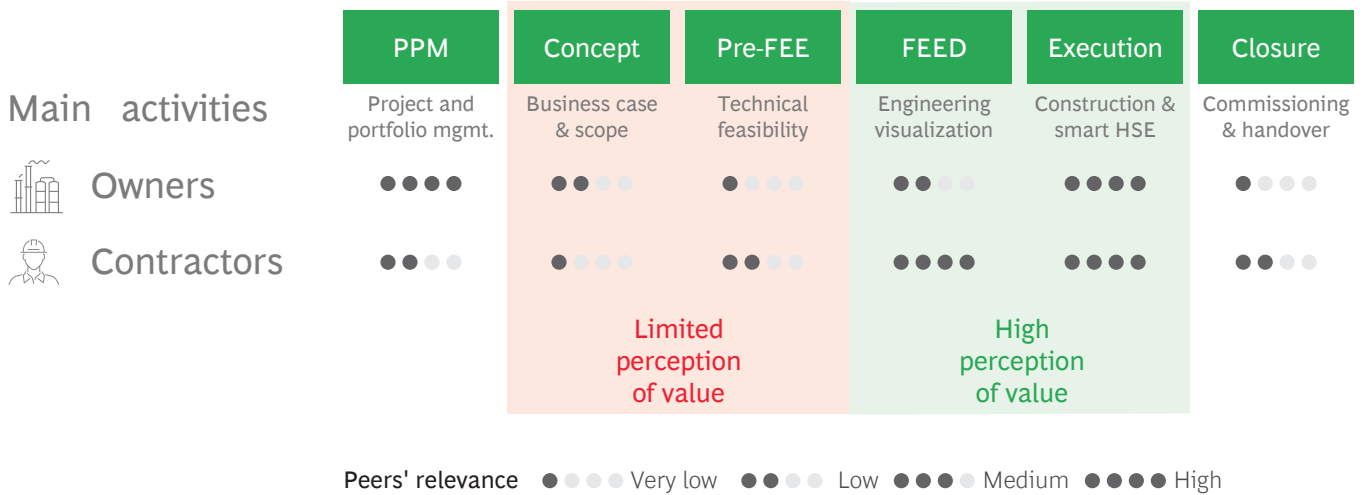 PPM Concept Pre-FEE FEED Execution Closure
Main activities
Project and
portfolio mgmt.
Business case
& scope
Technical
feasibility
Engineering
visualization
Construction &
smart HSE
Commissioning
& handover
Owners
Contractors
Limited
perception
of value
High
perception
of value
Peers' relevance Very low Low Medium High